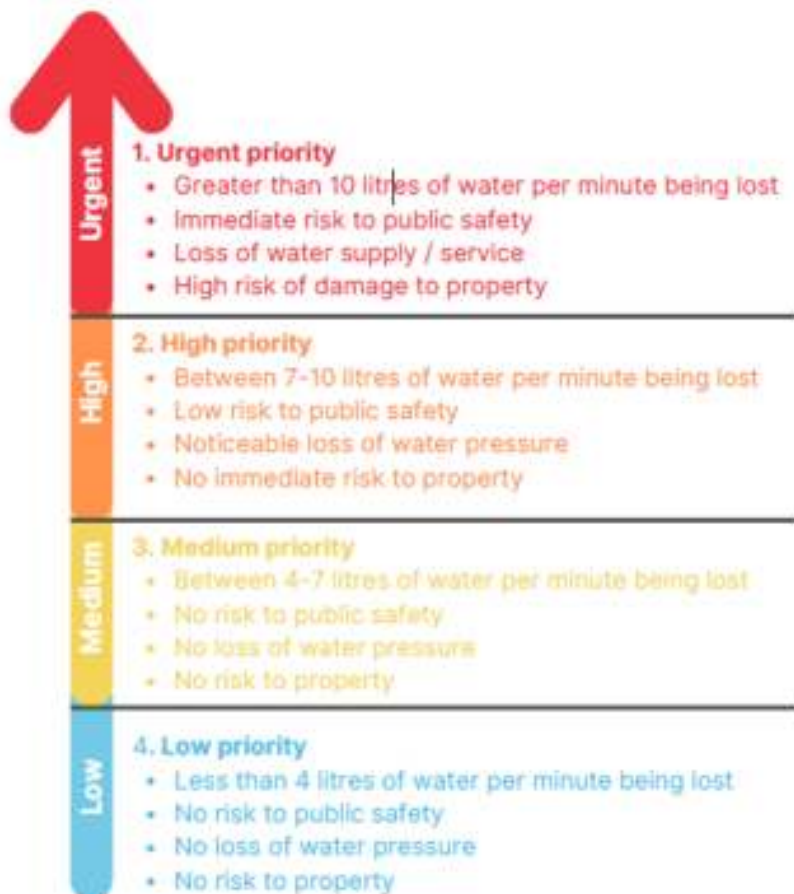 Urgent
1. Urgent priority
• Greater than 10 litres of water per minute being lost
• Immediate risk to public safety
• Loss of water supply / service
• High risk of damage to property
High
2. High priority
• Between 7-10 litres of water per minute being lost
• Low risk to public safety
• Noticeable loss of water pressure
• No immediate risk to property
Medium
3. Medium priority
• Between 4-7 litres of water per minute being lost
• No risk to public safety
• No loss of water pressure
• No risk to property
Low
4. Low priority
• Less than 4 litres of water per minute being lost
• No risk to public safety
• No loss of water pressure
• No risk to property